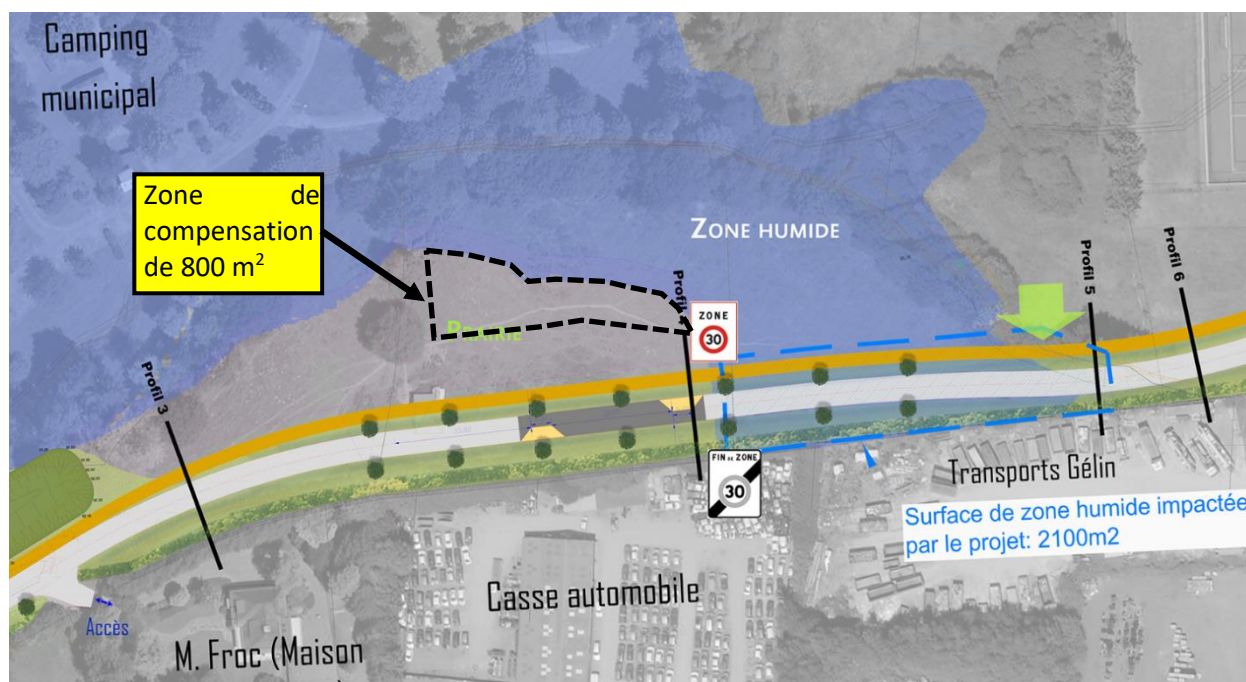 Camping
municipal
Zone de
compensation
de 800 m²
ZONE HUMIDE
PRAIRIE
Profil 3
Profil
ZONE
30
Profil 5
Profil 6
FIN DE ZONE
30
Transports Gélin
Surface de zone humide impactée
par le projet: 2100m2
Casse automobile
Accès
M. Froc (Maison